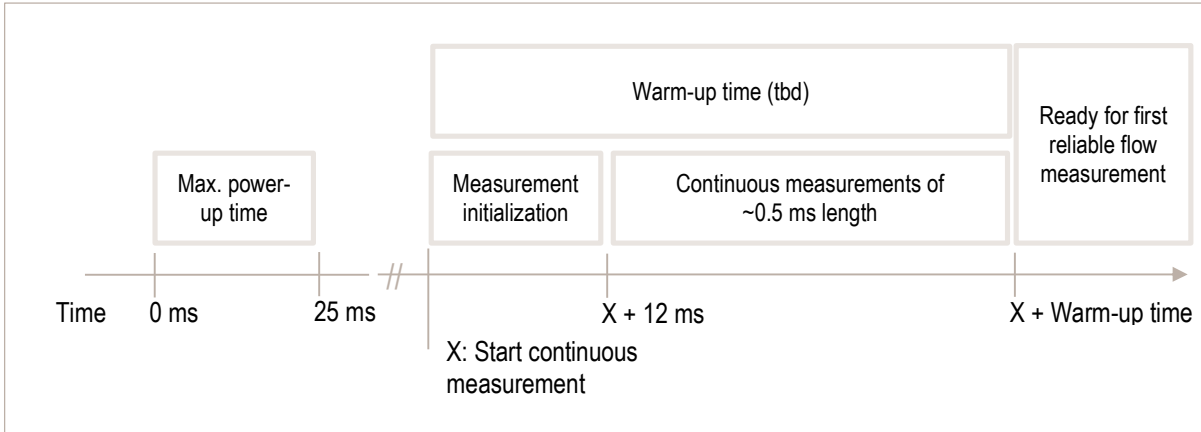 Warm-up time (tbd)
Ready for first
reliable flow
measurement
Max. power-
up time
Measurement
initialization
Continuous measurements of
~0.5 ms length
Time
0 ms
25 ms
X + 12 ms
X + Warm-up time
X: Start continuous
measurement